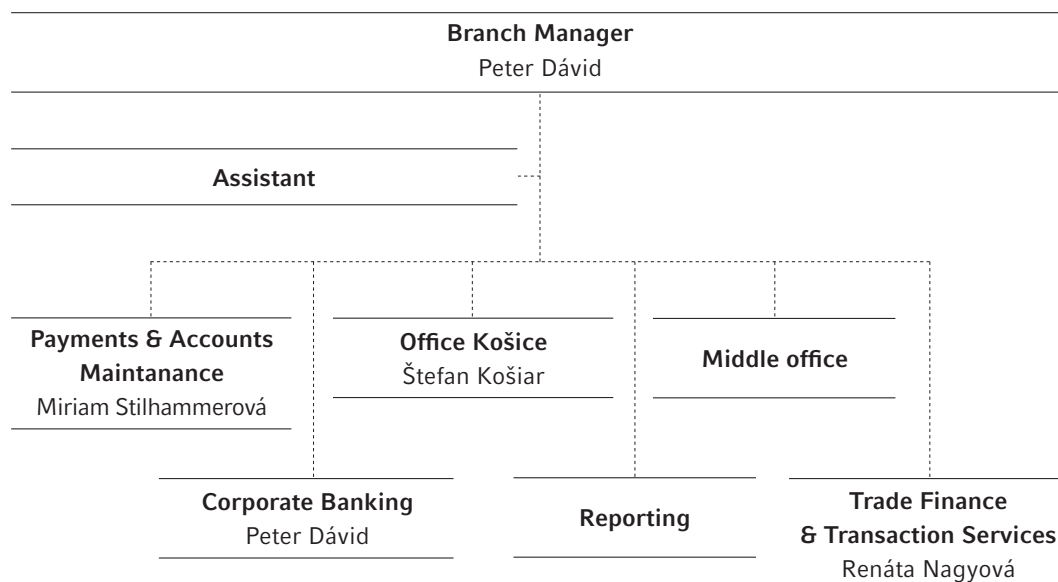 Branch Manager
Peter Dávid
Assistant
Payments & Accounts
Maintanance
Miriam Stilhammerová
Office Košice
Štefan Košiar
Middle office
Corporate Banking
Peter Dávid
Reporting
Trade Finance
& Transaction Services
Renáta Nagyová